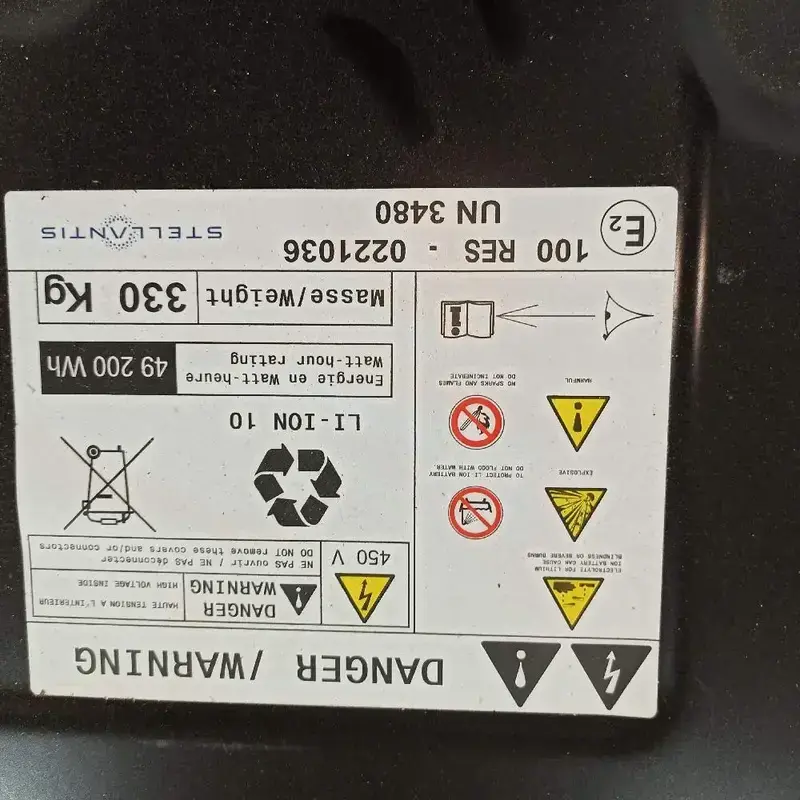 DANGER / WARNING
DANGER
WARNING
HAUTE TENSION A L'INTERIEUR
HIGH VOLTAGE INSIDE
450 V
NE PAS ouvrir / NE PAS déconnecter
DO NOT remove these covers and/or connectors
LI-ION 10
Energie en Watt-heure
Watt-hour rating
49 200 Wh
Masse/Weight
330 Kg
ELECTROLYTE FOR LITHIUM
ION BATTERY CAN CAUSE
BLINDNESS OR SEVERE BURNS
EXPLOSIVE
TO PROTECT LI ION BATTERY
DO NOT FLOOD WITH WATER.
HARMFUL
NO SPARKS AND FLAMES
DO NOT INCINERATE
i
E2
100 RES - 0221036
UN 3480
STELLANTIS